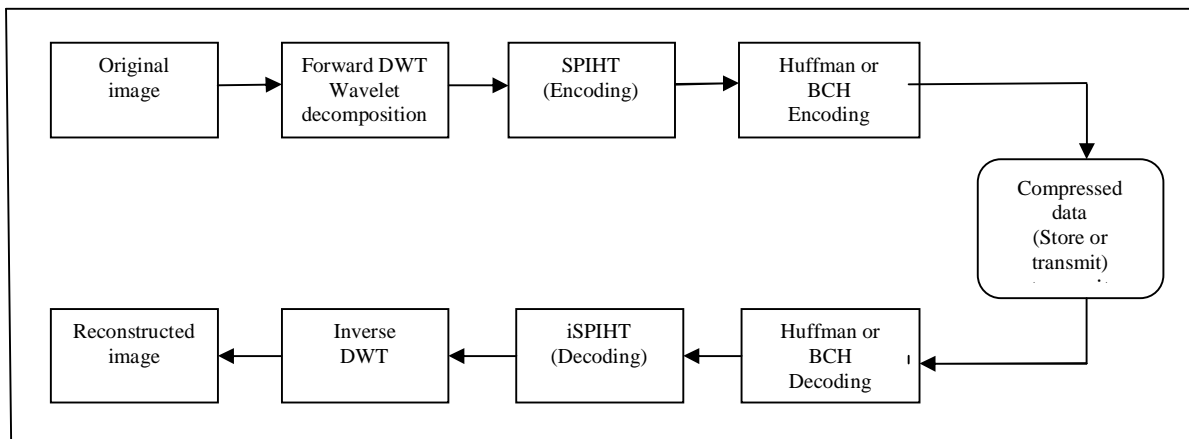 Original
image
Forward DWT
Wavelet
decomposition
SPIHT
(Encoding)
Huffman or
BCH
Encoding
Compressed
data
(Store or
transmit)
Reconstructed
image
Inverse
DWT
iSPIHT
(Decoding)
Huffman or
BCH
Decoding